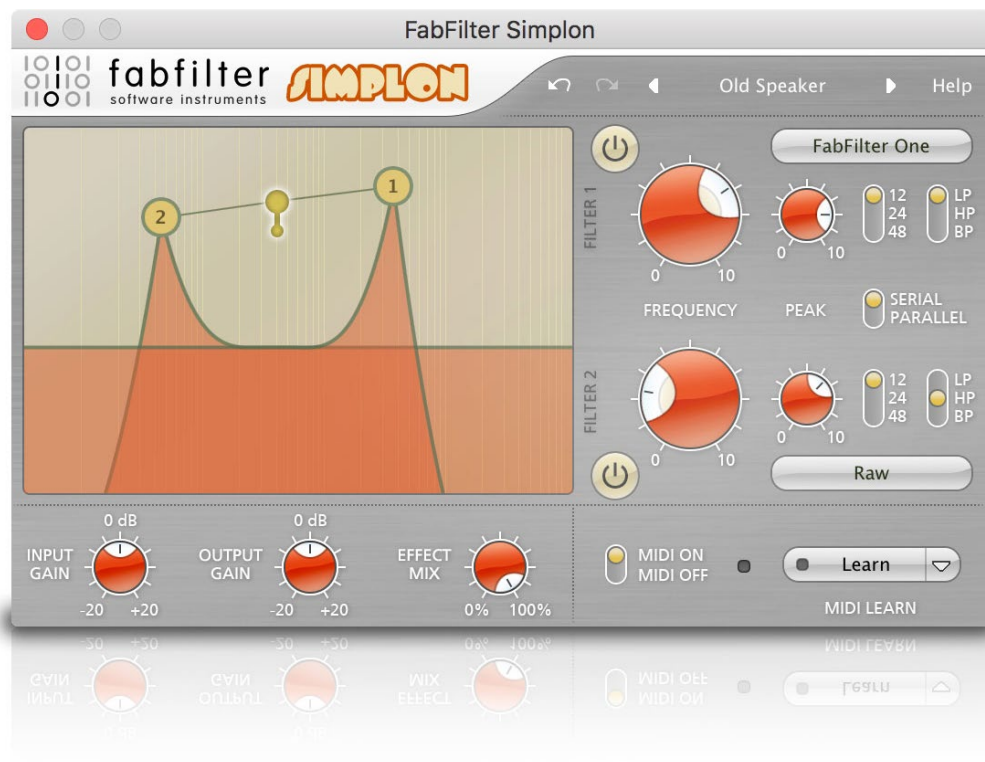 FabFilter Simplon
fabfilter
software instruments
SIMPLON
Old Speaker
Help
2
1
FILTER 1
FabFilter One
0 10
0 10
12
24
48
LP
HP
BP
FREQUENCY
PEAK
SERIAL
PARALLEL
FILTER 2
0 10
0 10
12
24
48
LP
HP
BP
Raw
INPUT
GAIN
0 dB
-20 +20
OUTPUT
GAIN
0 dB
-20 +20
EFFECT
MIX
0% 100%
MIDI ON
MIDI OFF
Learn
MIDI LEARN